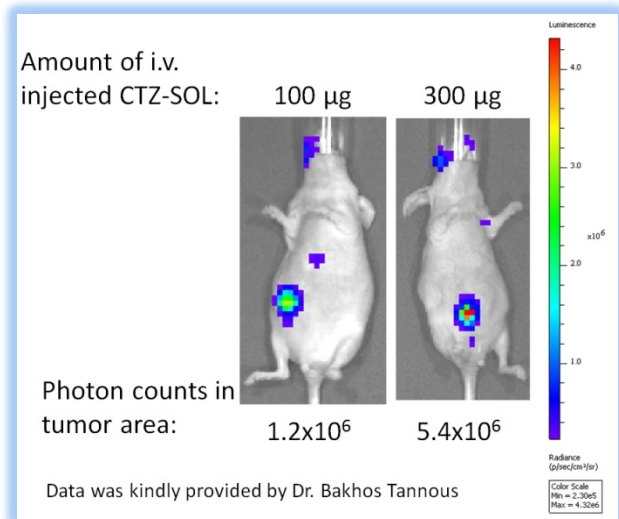 Luminescence
Amount of i.v.
injected CTZ-SOL: 100 µg 300 µg
4.0
3.0
x10⁶
2.0
1.0
Photon counts in
tumor area: 1.2x10⁶ 5.4x10⁶
Radiance
(p/sec/cm²/sr)
Data was kindly provided by Dr. Bakhos Tannous
Color Scale
Min = 2.30e5
Max = 4.32e6